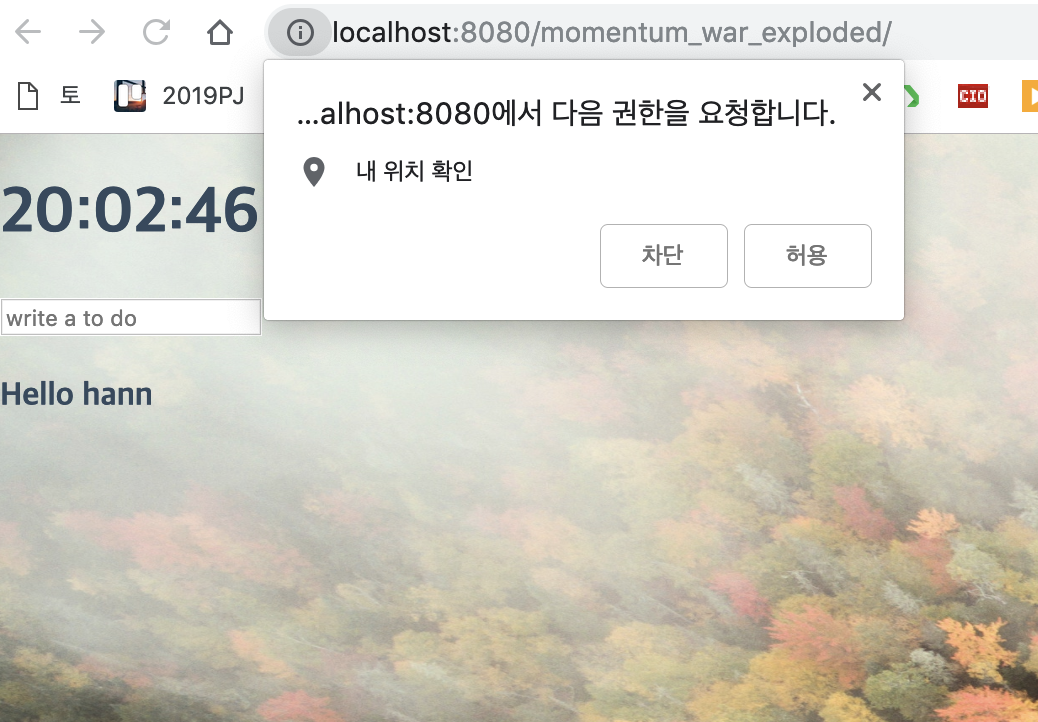 localhost:8080/momentum_war_exploded/
토 2019PJ CIO
...alhost:8080에서 다음 권한을 요청합니다.
내 위치 확인
차단 허용
20:02:46
write a to do
Hello hann